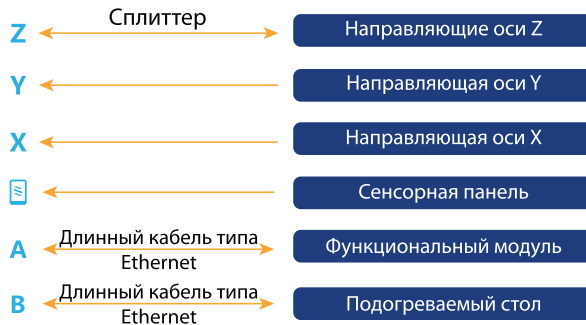 Сплиттер
Z Направляющие оси Z
Y Направляющая оси Y
X Направляющая оси X
Сенсорная панель
A Длинный кабель типа Ethernet Функциональный модуль
B Длинный кабель типа Ethernet Подогреваемый стол